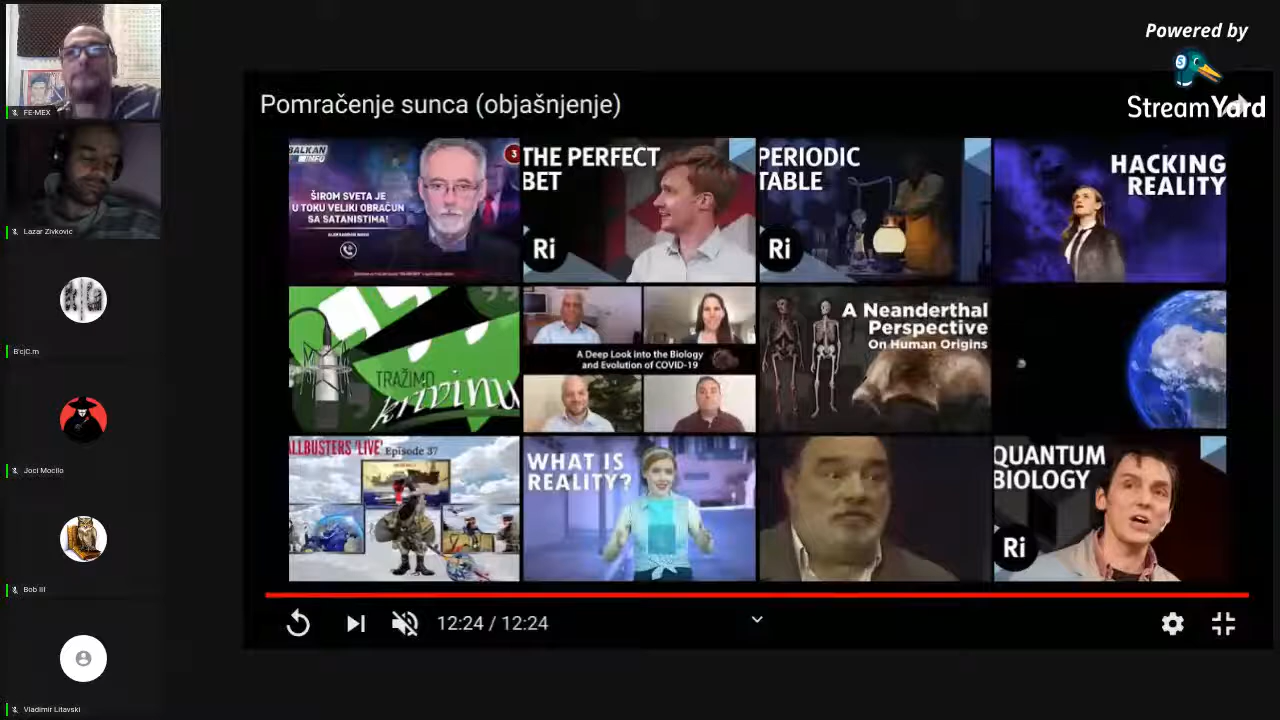 Powered by
StreamYard
FE-MEX
Lazar Zivkovic
B'cjC.m
Joci Mocilo
Bob III
Vladimir Litavski
Pomračenje sunca (objašnjenje)
BALKAN
INFO
3
ŠIROM SVETA JE
U TOKU VELIKI OBRAČUN
SA SATANISTIMA!
THE PERFECT
BET
Ri
PERIODIC
TABLE
Ri
HACKING
REALITY
TRAŽIMO
krivinu
A Deep Look into the Biology
and Evolution of COVID-19
A Neanderthal
Perspective
On Human Origins
ALLBUSTERS 'LIVE' Episode 37
WHAT IS
REALITY?
QUANTUM
BIOLOGY
Ri
12:24 / 12:24